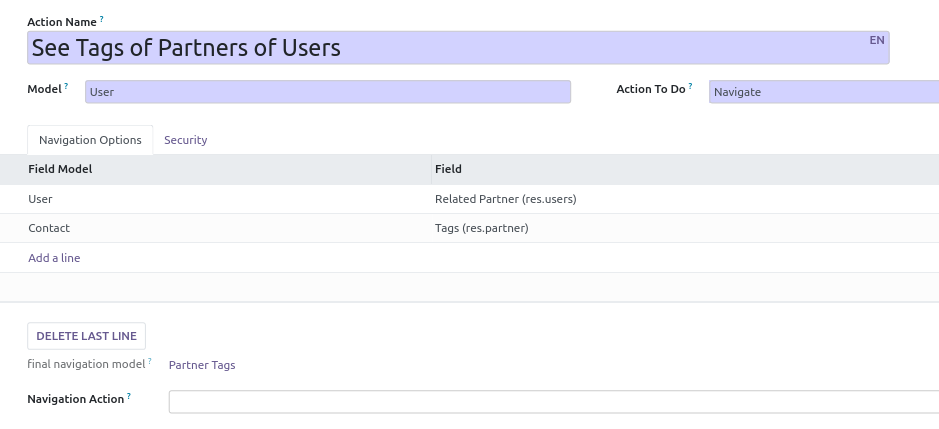 Action Name ?
See Tags of Partners of Users EN
Model ? User Action To Do ? Navigate
Navigation Options Security
Field Model Field
User Related Partner (res.users)
Contact Tags (res.partner)
Add a line
DELETE LAST LINE
final navigation model ? Partner Tags
Navigation Action ?